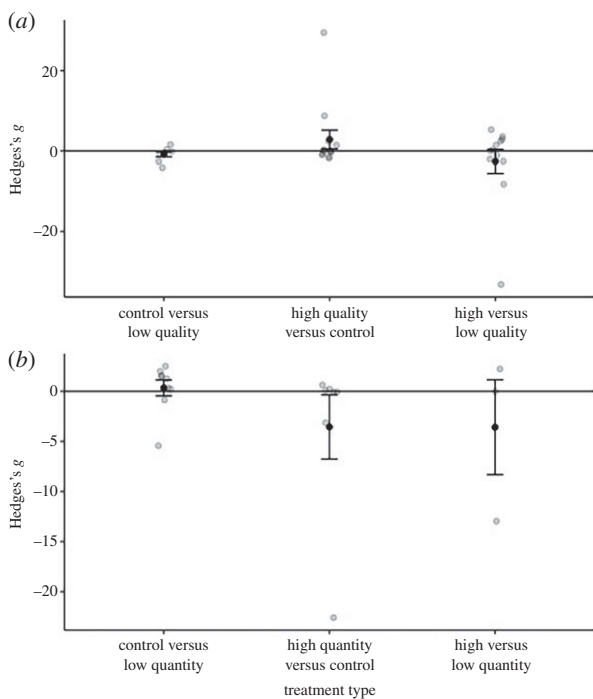 (a)
20
0
−20
Hedges's g
control versus
low quality
high quality
versus control
high versus
low quality
(b)
0
−5
−10
−15
−20
Hedges's g
control versus
low quantity
high quantity
versus control
high versus
low quantity
treatment type